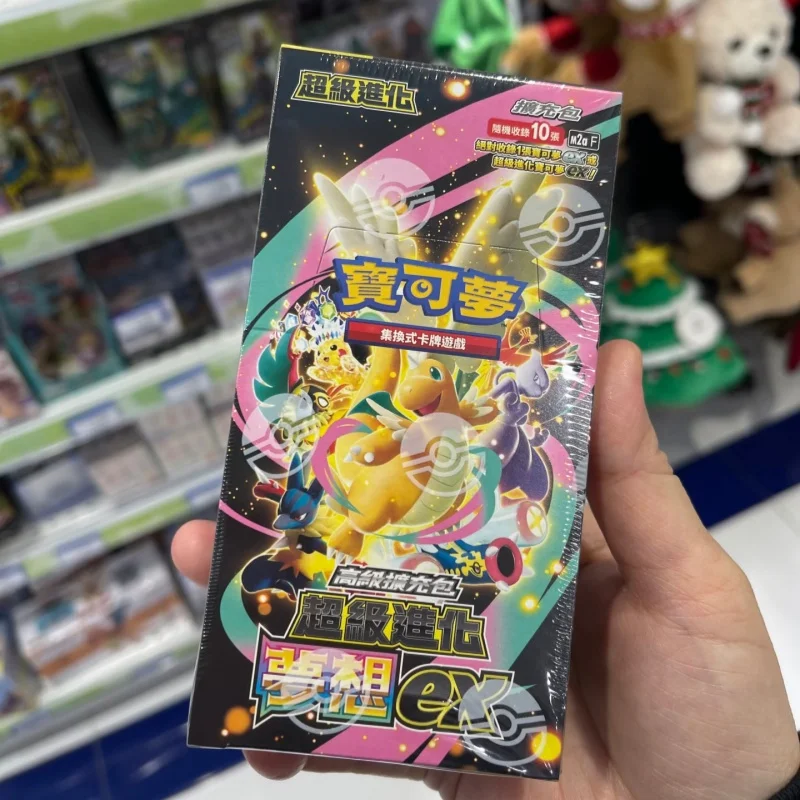 超級進化
擴充包
隨機收錄10張
m2a F
絕對收錄1張寶可夢ex或
超級進化寶可夢ex!
寶可夢
集換式卡牌遊戲
高級擴充包
超級進化
夢想ex